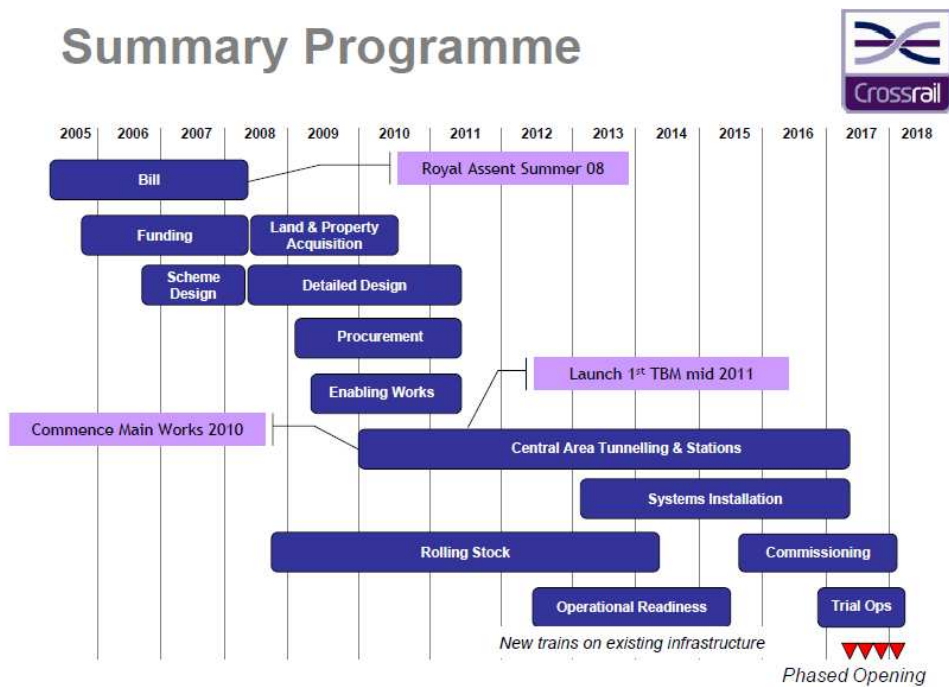 Summary Programme
Crossrail
2005 2006 2007 2008 2009 2010 2011 2012 2013 2014 2015 2016 2017 2018
Bill
Royal Assent Summer 08
Funding
Land & Property
Acquisition
Scheme
Design
Detailed Design
Procurement
Launch 1st TBM mid 2011
Enabling Works
Commence Main Works 2010
Central Area Tunnelling & Stations
Systems Installation
Rolling Stock
Commissioning
Operational Readiness
Trial Ops
New trains on existing infrastructure
Phased Opening